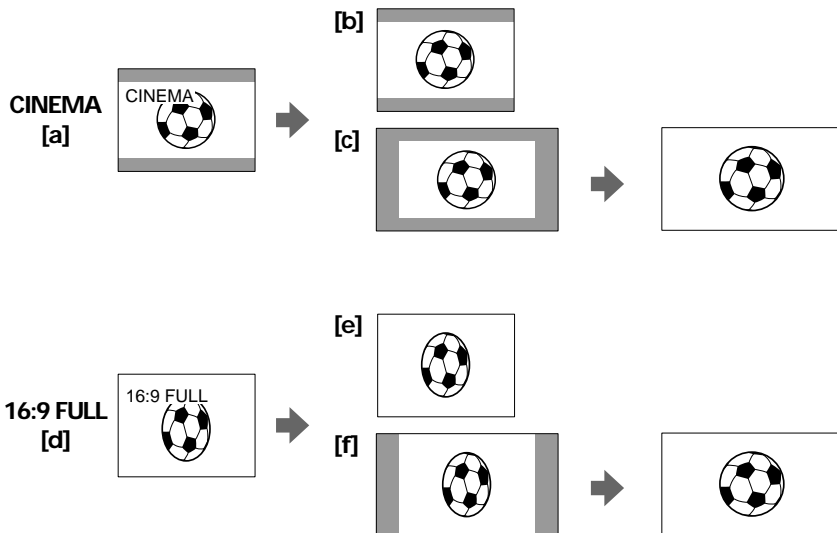 [b]
CINEMA
CINEMA
[a]
[c]
[e]
16:9 FULL
16:9 FULL
[d]
[f]